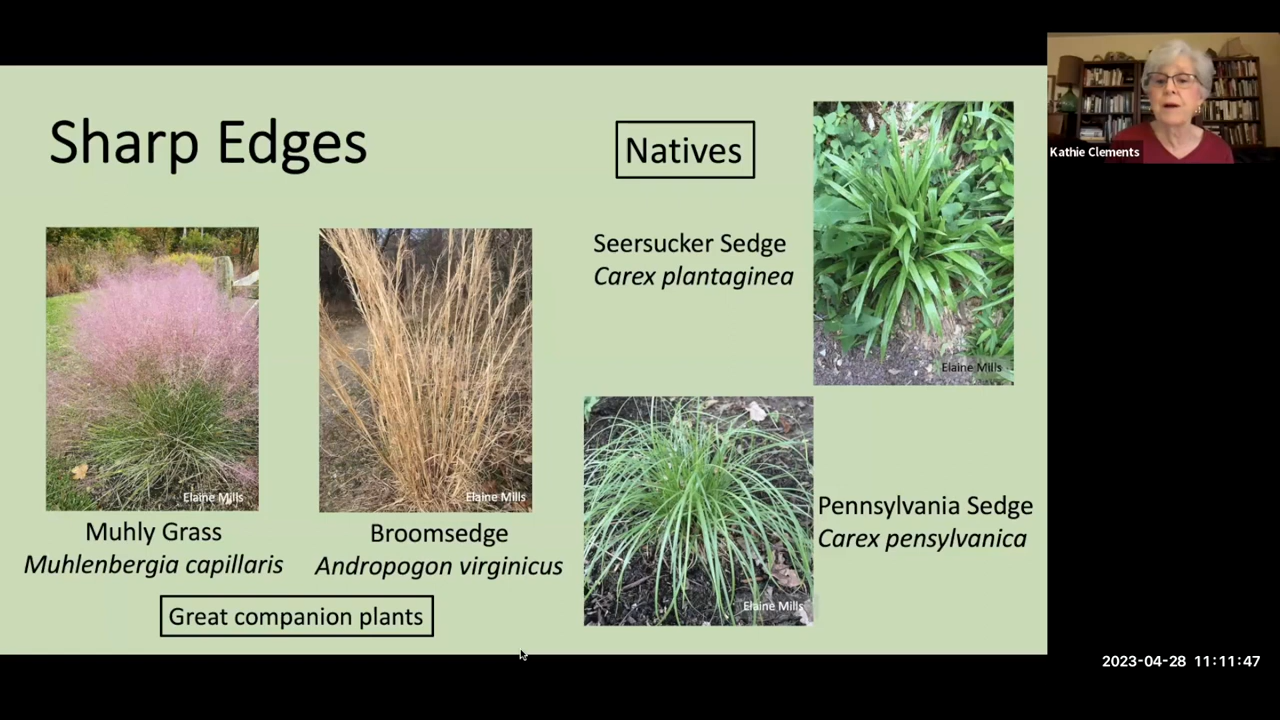 Sharp Edges
Natives
Kathie Clements
Seersucker Sedge
Carex plantaginea
Elaine Mills
Elaine Mills
Elaine Mills
Muhly Grass
Muhlenbergia capillaris
Broomsedge
Andropogon virginicus
Pennsylvania Sedge
Carex pensylvanica
Elaine Mills
Great companion plants
2023-04-28 11:11:47